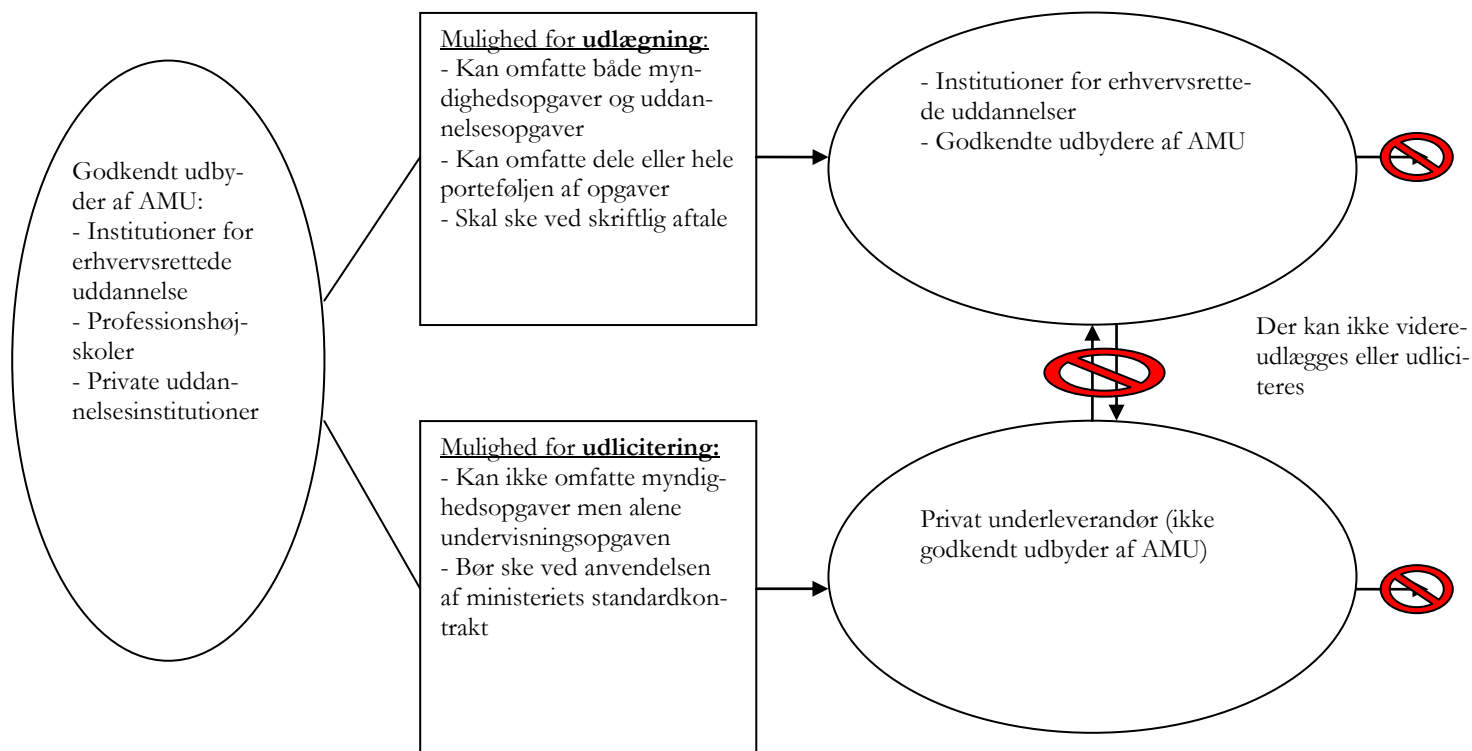 Godkendt udby-
der af AMU:
- Institutioner for
erhvervsrettede
uddannelse
- Professionshøj-
skoler
- Private uddan-
nelsesinstitutioner
Mulighed for udlægning:
- Kan omfatte både myn-
dighedsopgaver og uddan-
nelsesopgaver
- Kan omfatte dele eller hele
porteføljen af opgaver
- Skal ske ved skriftlig aftale
- Institutioner for erhvervsrette-
de uddannelser
- Godkendte udbydere af AMU
Mulighed for udlicitering:
- Kan ikke omfatte myndig-
hedsopgaver men alene
undervisningsopgaven
- Bør ske ved anvendelsen
af ministeriets standardkon-
trakt
Privat underleverandør (ikke
godkendt udbyder af AMU)
Der kan ikke videre-
udlægges eller udlici-
teres